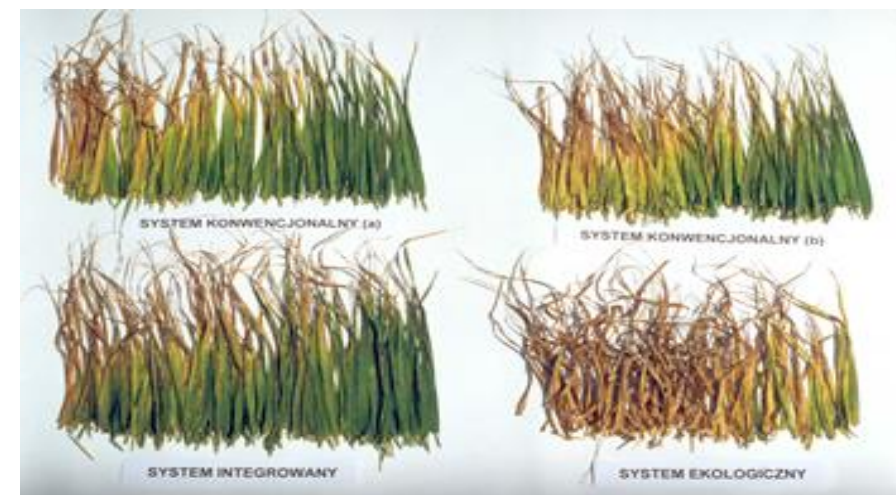 SYSTEM KONWENCJONALNY (a)
SYSTEM KONWENCJONALNY (b)
SYSTEM INTEGROWANY
SYSTEM EKOLOGICZNY